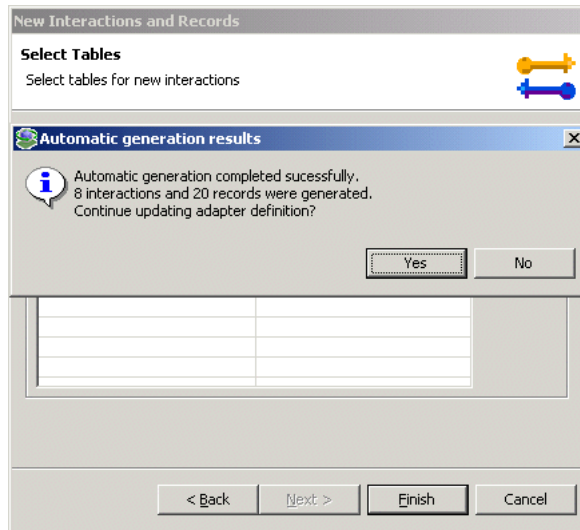 New Interactions and Records
Select Tables
Select tables for new interactions
Automatic generation results
Automatic generation completed sucessfully.
8 interactions and 20 records were generated.
Continue updating adapter definition?
Yes No
< Back Next > Finish Cancel